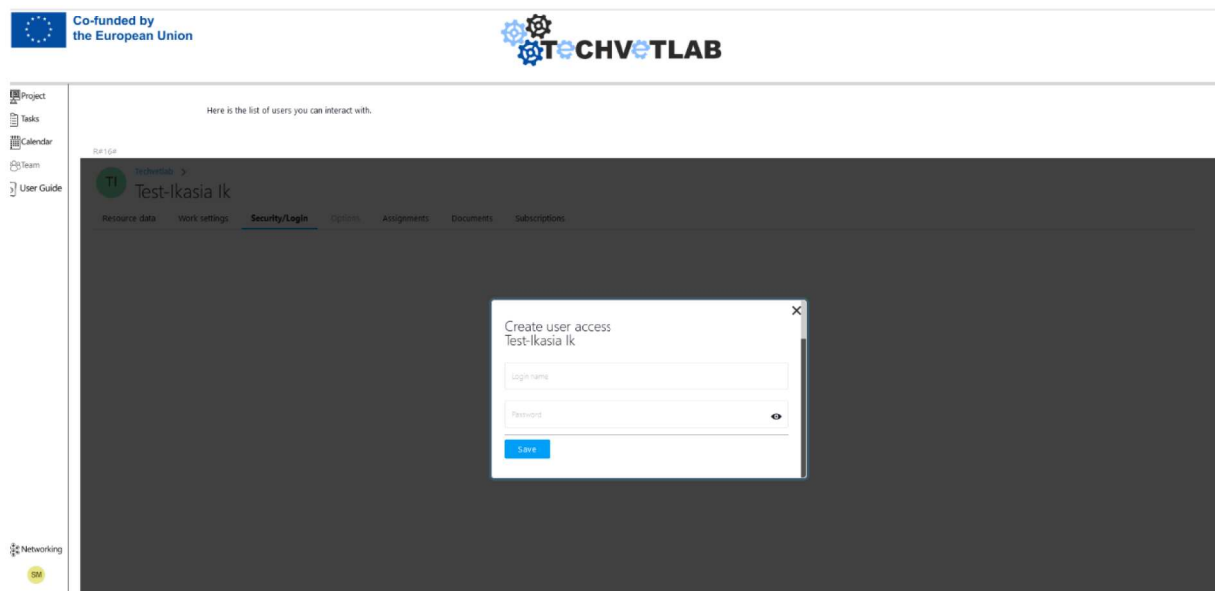 Co-funded by
the European Union
TECHVETLAB
Project
Tasks
Calendar
Team
User Guide
Here is the list of users you can interact with.
R#16#
TI
Techvetlab >
Test-Ikasia Ik
Resource data Work settings Security/Login Options Assignments Documents Subscriptions
Create user access
Test-Ikasia Ik
Login name
Password
Save
Networking
SM